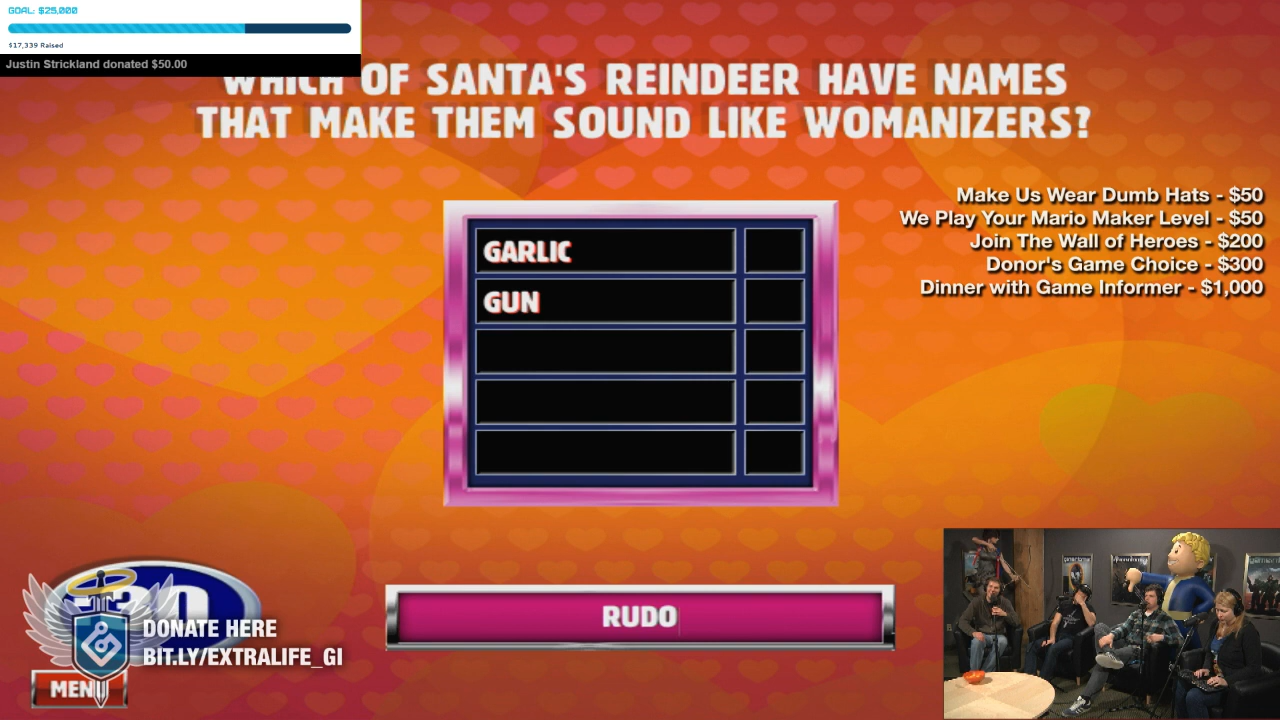 GOAL: $25,000
$17,339 Raised
Justin Strickland donated $50.00
WHICH OF SANTA'S REINDEER HAVE NAMES
THAT MAKE THEM SOUND LIKE WOMANIZERS?
Make Us Wear Dumb Hats - $50
We Play Your Mario Maker Level - $50
Join The Wall of Heroes - $200
Donor's Game Choice - $300
Dinner with Game Informer - $1,000
GARLIC
GUN
RUDO
DONATE HERE
BIT.LY/EXTRALIFE_GI
MENU